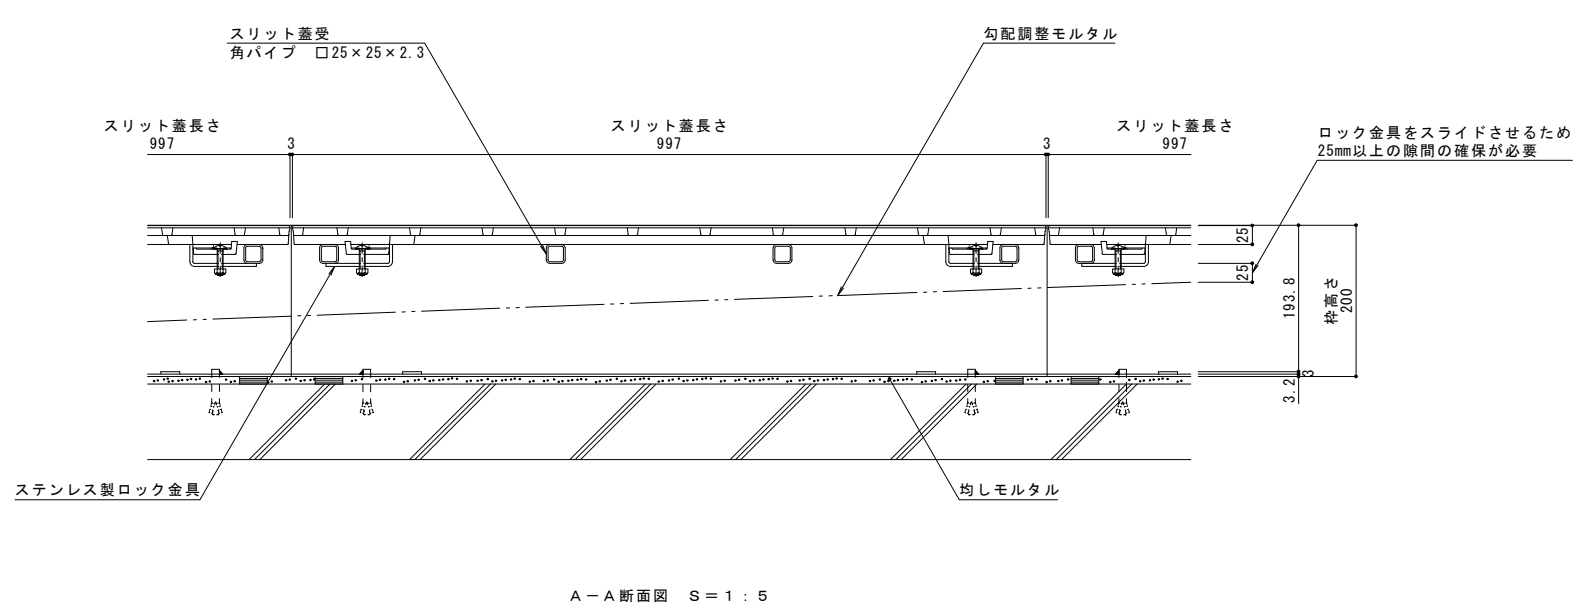 スリット蓋受
角パイプ　□25×25×2.3
勾配調整モルタル
スリット蓋長さ
997
3
スリット蓋長さ
997
3
スリット蓋長さ
997
ロック金具をスライドさせるため
25mm以上の隙間の確保が必要
25
25
193.8
枠高さ
200
3.2
3
ステンレス製ロック金具
均しモルタル
A－A断面図　S＝1：5